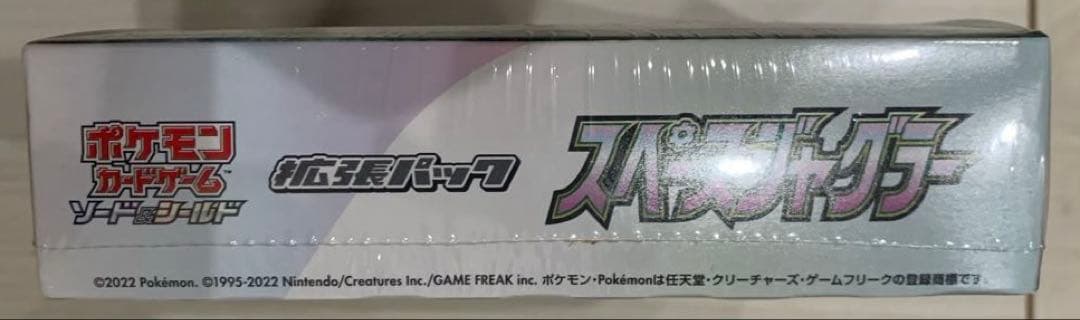 ポケモン
カードゲーム™
ソード&シールド
拡張パック
スペースジャグラー
©2022 Pokémon. ©1995-2022 Nintendo/Creatures Inc./GAME FREAK inc. ポケモン・Pokémonは任天堂・クリーチャーズ・ゲームフリークの登録商標です。